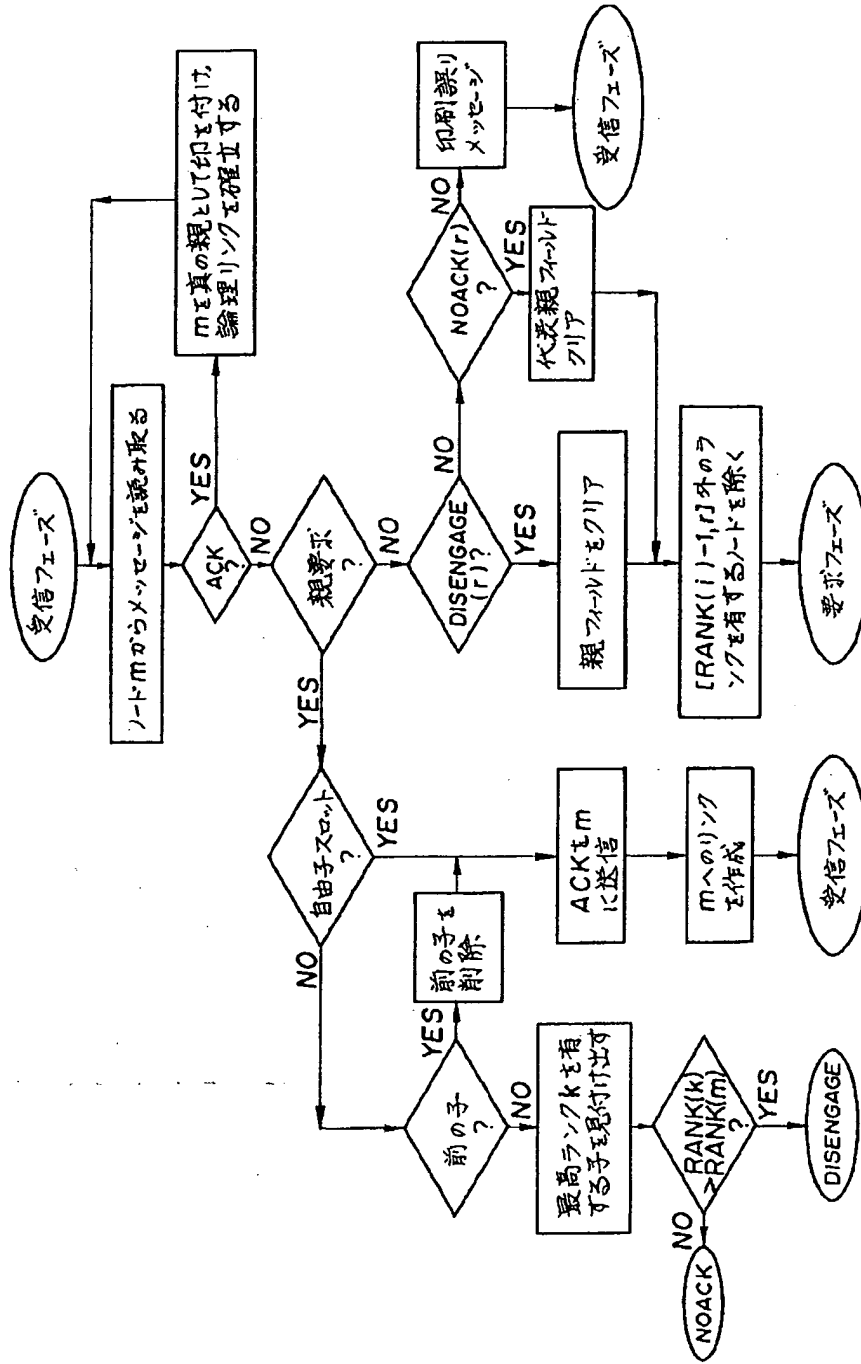 受信フェーズ
ノードmからメッセージを読み取る
ACK
?
YES
mを真の親として印を付け,
論理リンクを確立する
NO
親要求
?
YES
NO
自由子スロット
?
NO
YES
DISENGAGE
(r)?
NO
YES
NOACK(r)
?
NO
YES
印刷誤り
メッセージ
受信フェーズ
代表親フィールド
クリア
親フィールドをクリア
[RANK(i)-1,r]外のラ
ンクを有するノードを除く
要求フェーズ
前の子
?
YES
NO
前の子を
削除
ACKをm
に送信
mへのリンク
を作成
受信フェーズ
最高ランクkを有
する子を見付け出す
RANK(k)
>RANK(m)
?
NO
YES
NOACK
DISENGAGE